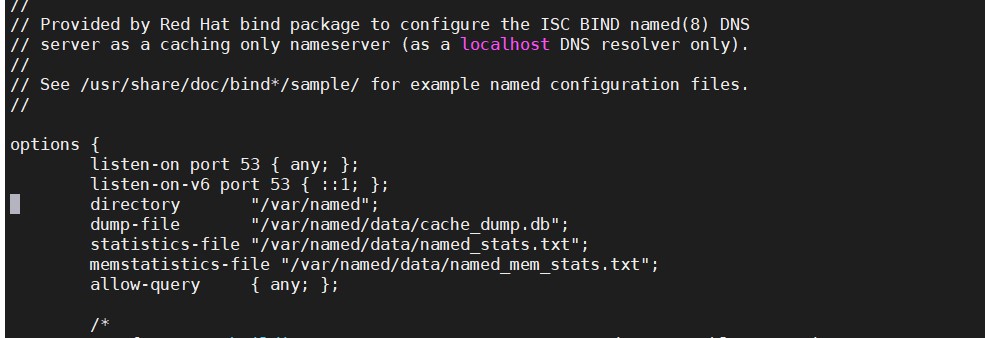 //
// Provided by Red Hat bind package to configure the ISC BIND named(8) DNS
// server as a caching only nameserver (as a localhost DNS resolver only).
//
// See /usr/share/doc/bind*/sample/ for example named configuration files.
//
options {
listen-on port 53 { any; };
listen-on-v6 port 53 { ::1; };
directory "/var/named";
dump-file "/var/named/data/cache_dump.db";
statistics-file "/var/named/data/named_stats.txt";
memstatistics-file "/var/named/data/named_mem_stats.txt";
allow-query { any; };
/*